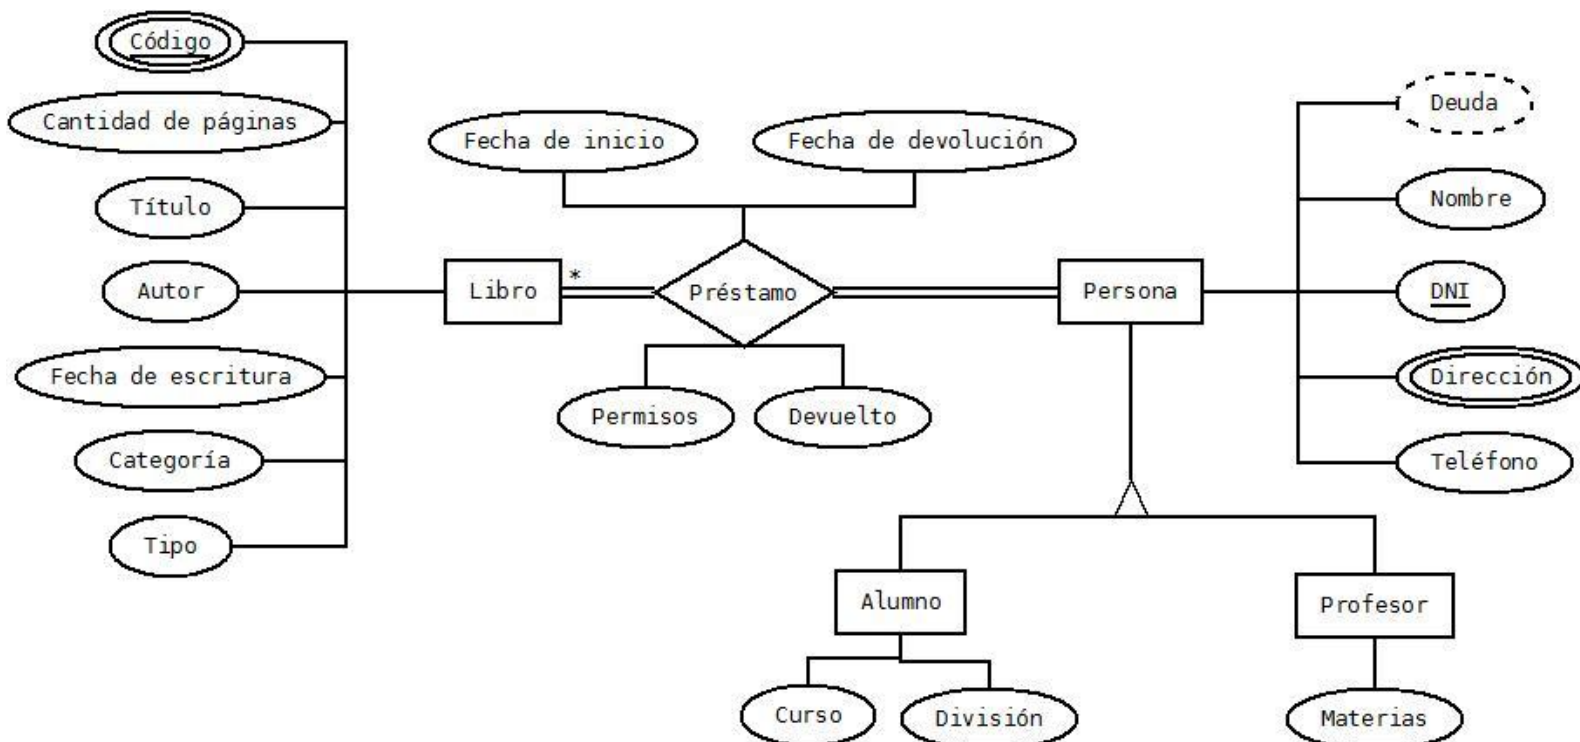 Código
Cantidad de páginas
Título
Autor
Fecha de escritura
Categoría
Tipo
Fecha de inicio
Fecha de devolución
Libro
*
Préstamo
Persona
Permisos
Devuelto
Deuda
Nombre
DNI
Dirección
Teléfono
Alumno
Profesor
Curso
División
Materias